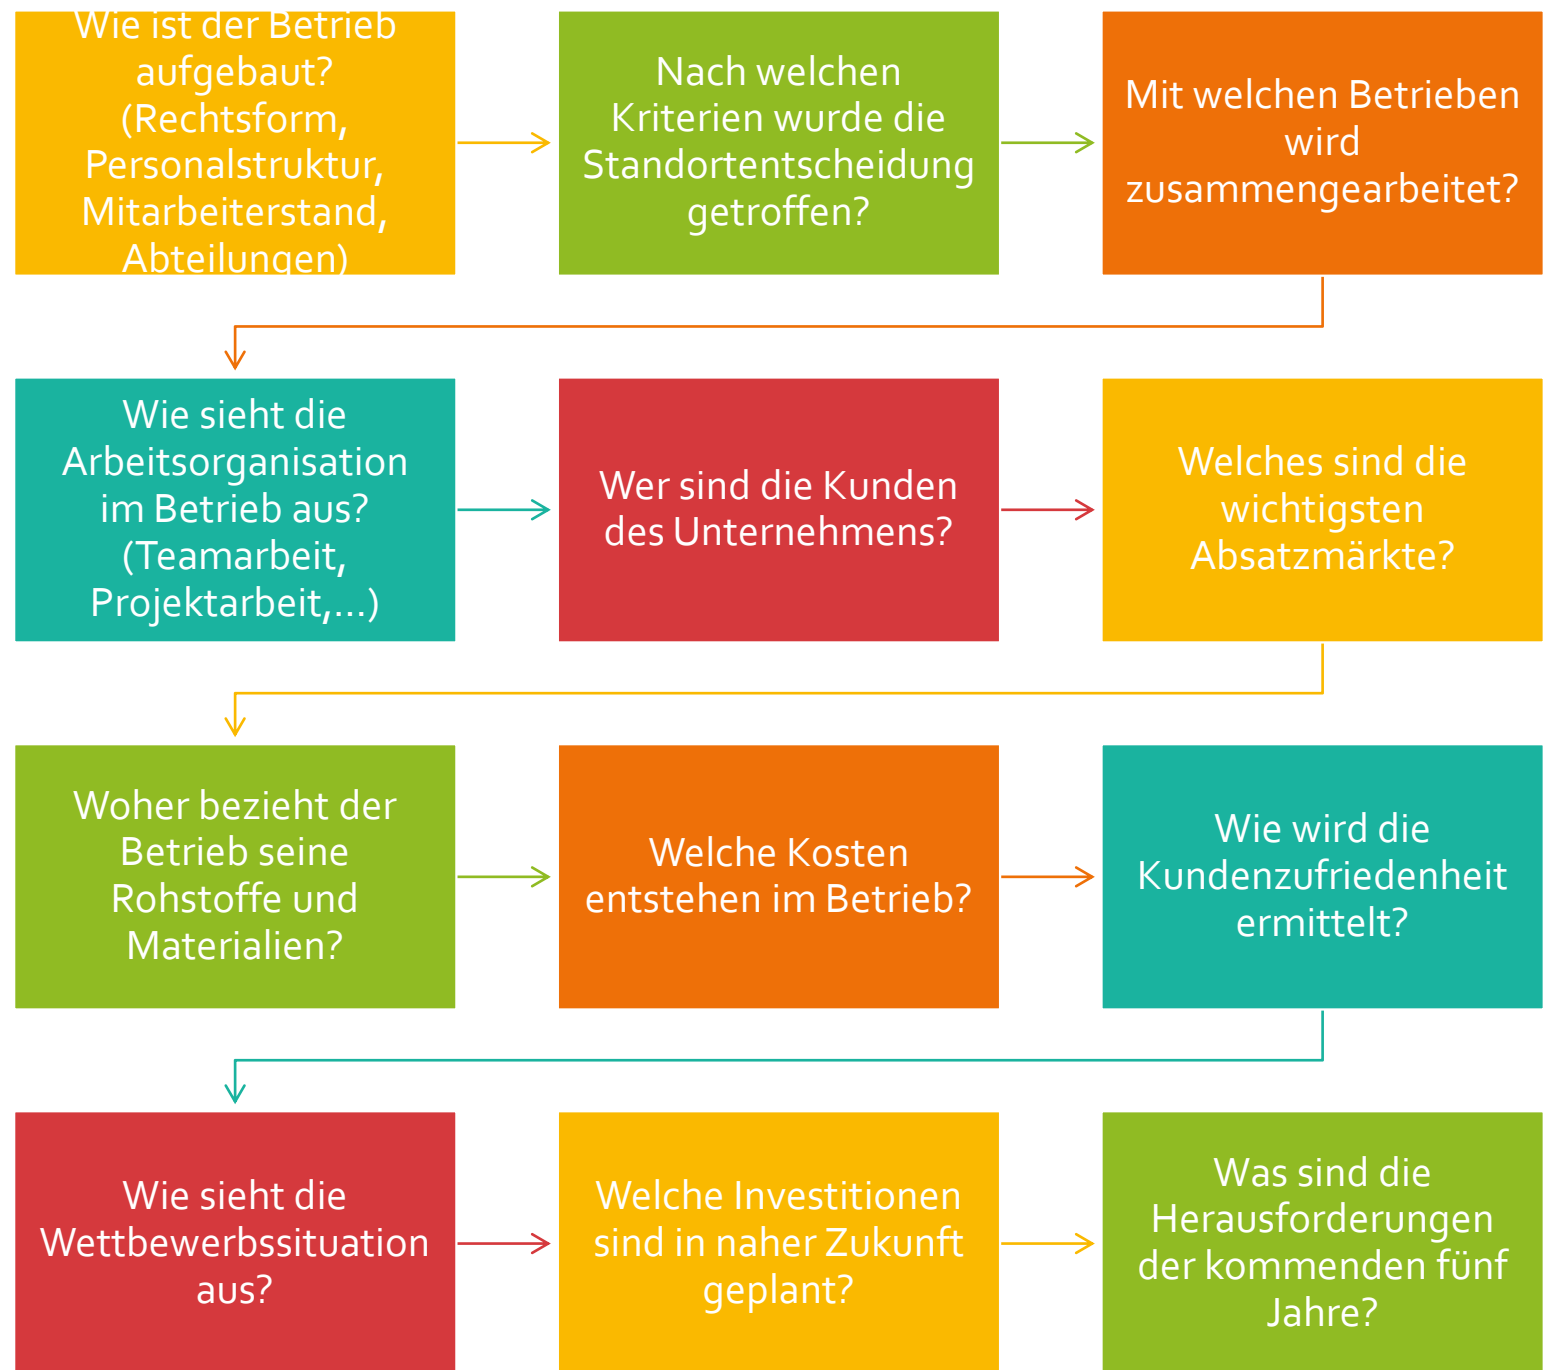 Wie ist der Betrieb
aufgebaut?
(Rechtsform,
Personalstruktur,
Mitarbeiterstand,
Abteilungen)
Nach welchen
Kriterien wurde die
Standortentscheidung
getroffen?
Mit welchen Betrieben
wird
zusammengearbeitet?
Wie sieht die
Arbeitsorganisation
im Betrieb aus?
(Teamarbeit,
Projektarbeit,...)
Wer sind die Kunden
des Unternehmens?
Welches sind die
wichtigsten
Absatzmärkte?
Woher bezieht der
Betrieb seine
Rohstoffe und
Materialien?
Welche Kosten
entstehen im Betrieb?
Wie wird die
Kundenzufriedenheit
ermittelt?
Wie sieht die
Wettbewerbssituation
aus?
Welche Investitionen
sind in naher Zukunft
geplant?
Was sind die
Herausforderungen
der kommenden fünf
Jahre?